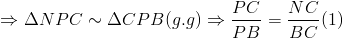 ⇒ ΔNPC ∼ ΔCPB(g.g) ⇒ PC/PB = NC/BC (1)